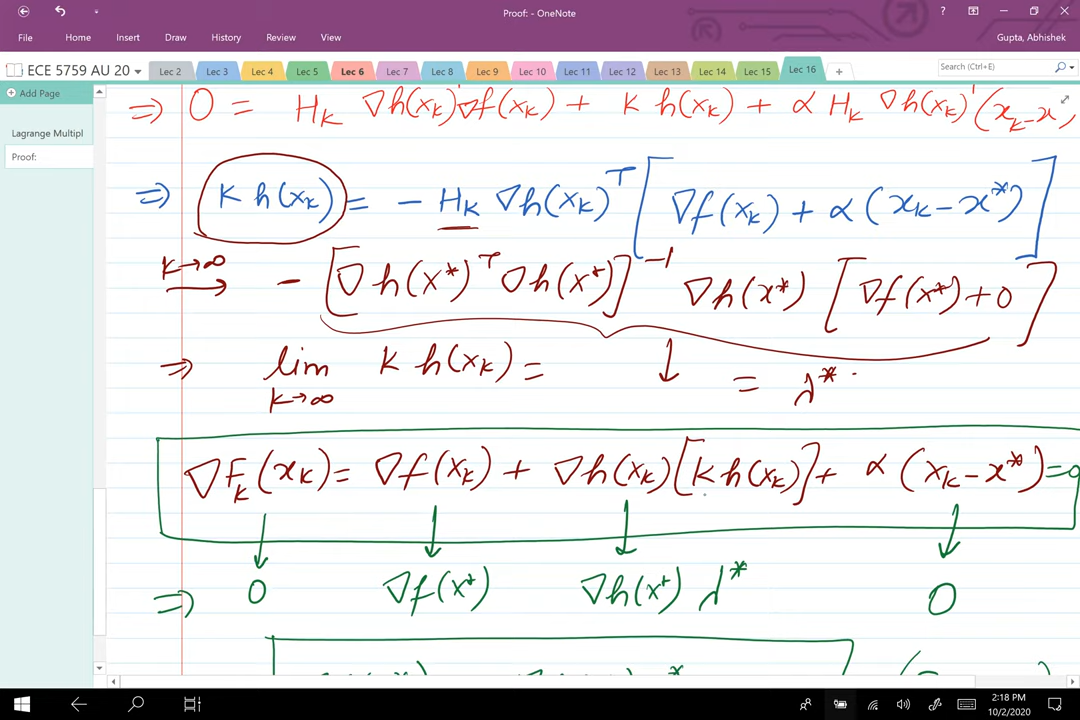 Proof: - OneNote
Gupta, Abhishek
File Home Insert Draw History Review View
ECE 5759 AU 20 Lec 2 Lec 3 Lec 4 Lec 5 Lec 6 Lec 7 Lec 8 Lec 9 Lec 10 Lec 11 Lec 12 Lec 13 Lec 14 Lec 15 Lec 16 + Search (Ctrl+E)
Add Page
Lagrange Multipl
Proof:
⇒ 0 = H_k ∇h(x_k)'∇f(x_k) + K h(x_k) + α H_k ∇h(x_k)'(x_k-x
⇒ K h(x_k) = - H_k ∇h(x_k)^T [∇f(x_k) + α(x_k - x*)]
K→∞ → - [∇h(x*)^T ∇h(x*)]^-1 ∇h(x*) [∇f(x*)+0]
⇒ lim K→∞ K h(x_k) = ↓ = λ*.
∇F_k(x_k) = ∇f(x_k) + ∇h(x_k)[K h(x_k)] + α(x_k-x*) = 0
↓ ↓ ↓ ↓
⇒ 0 ∇f(x*) ∇h(x*) λ* 0
2:18 PM
10/2/2020